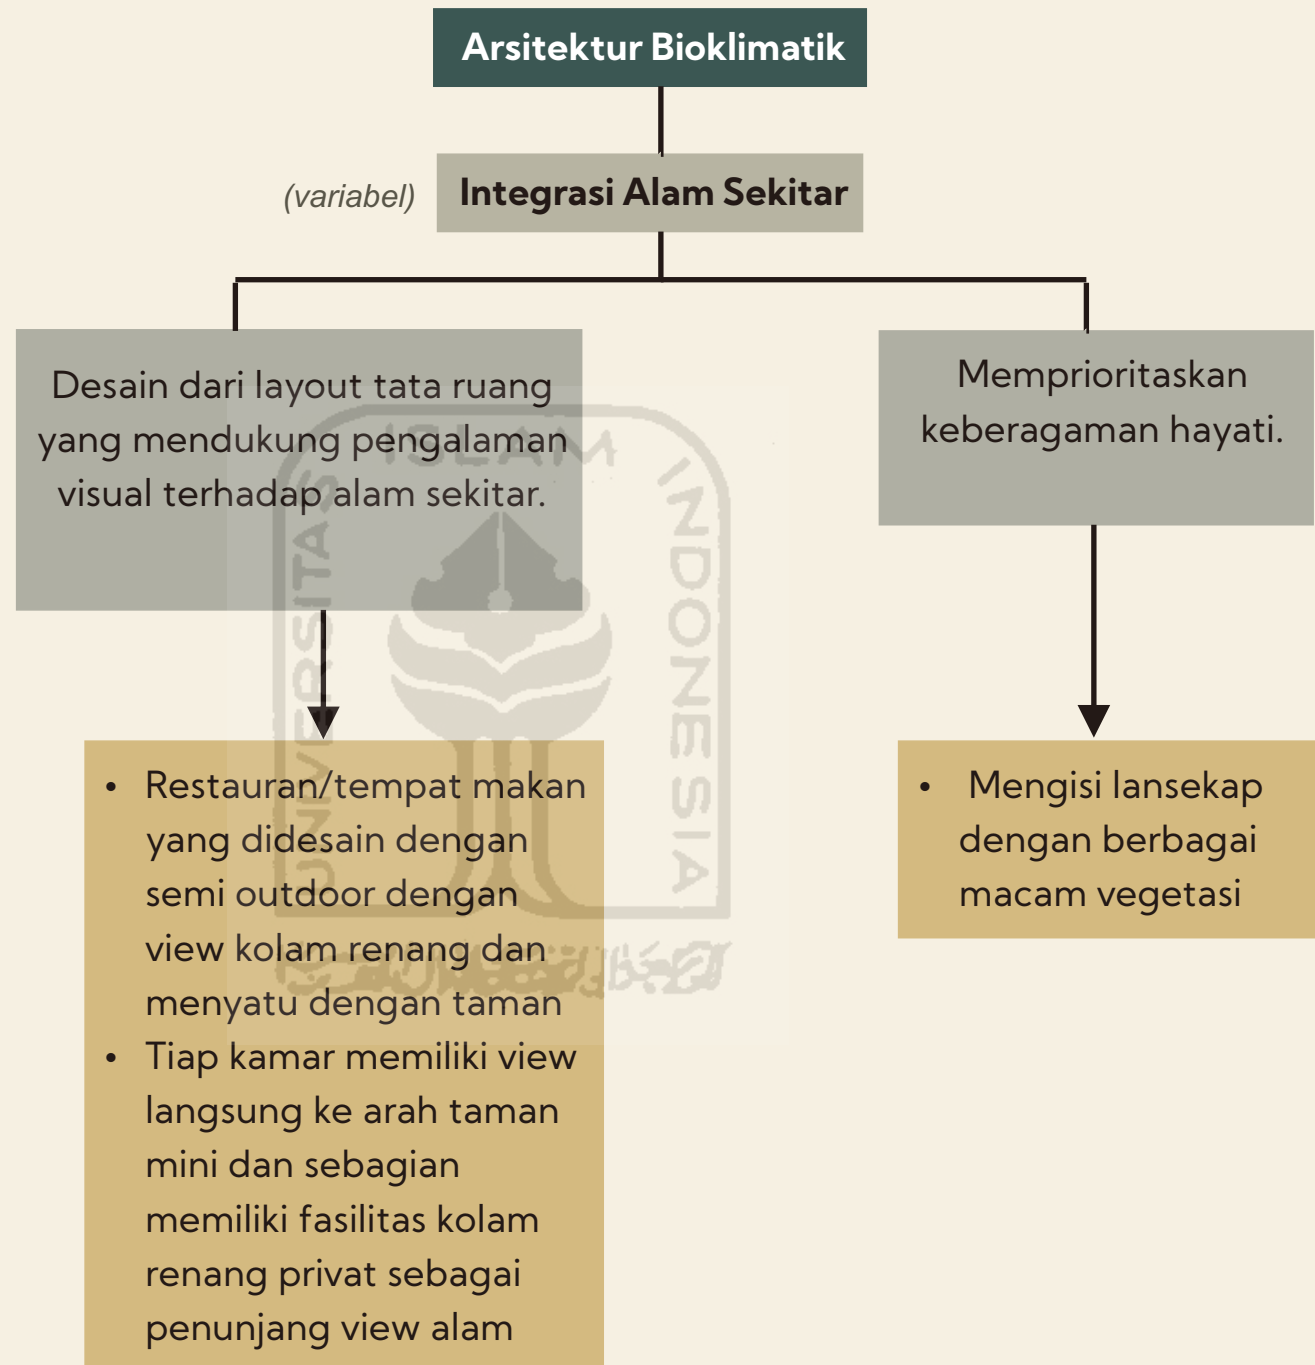 Arsitektur Bioklimatik
(variabel)
Integrasi Alam Sekitar
Desain dari layout tata ruang
yang mendukung pengalaman
visual terhadap alam sekitar.
Memprioritaskan
keberagaman hayati.
• Restauran/tempat makan
yang didesain dengan
semi outdoor dengan
view kolam renang dan
menyatu dengan taman
• Tiap kamar memiliki view
langsung ke arah taman
mini dan sebagian
memiliki fasilitas kolam
renang privat sebagai
penunjang view alam
• Mengisi lansekap
dengan berbagai
macam vegetasi
UNIVERSITAS
ISLAM
INDONESIA